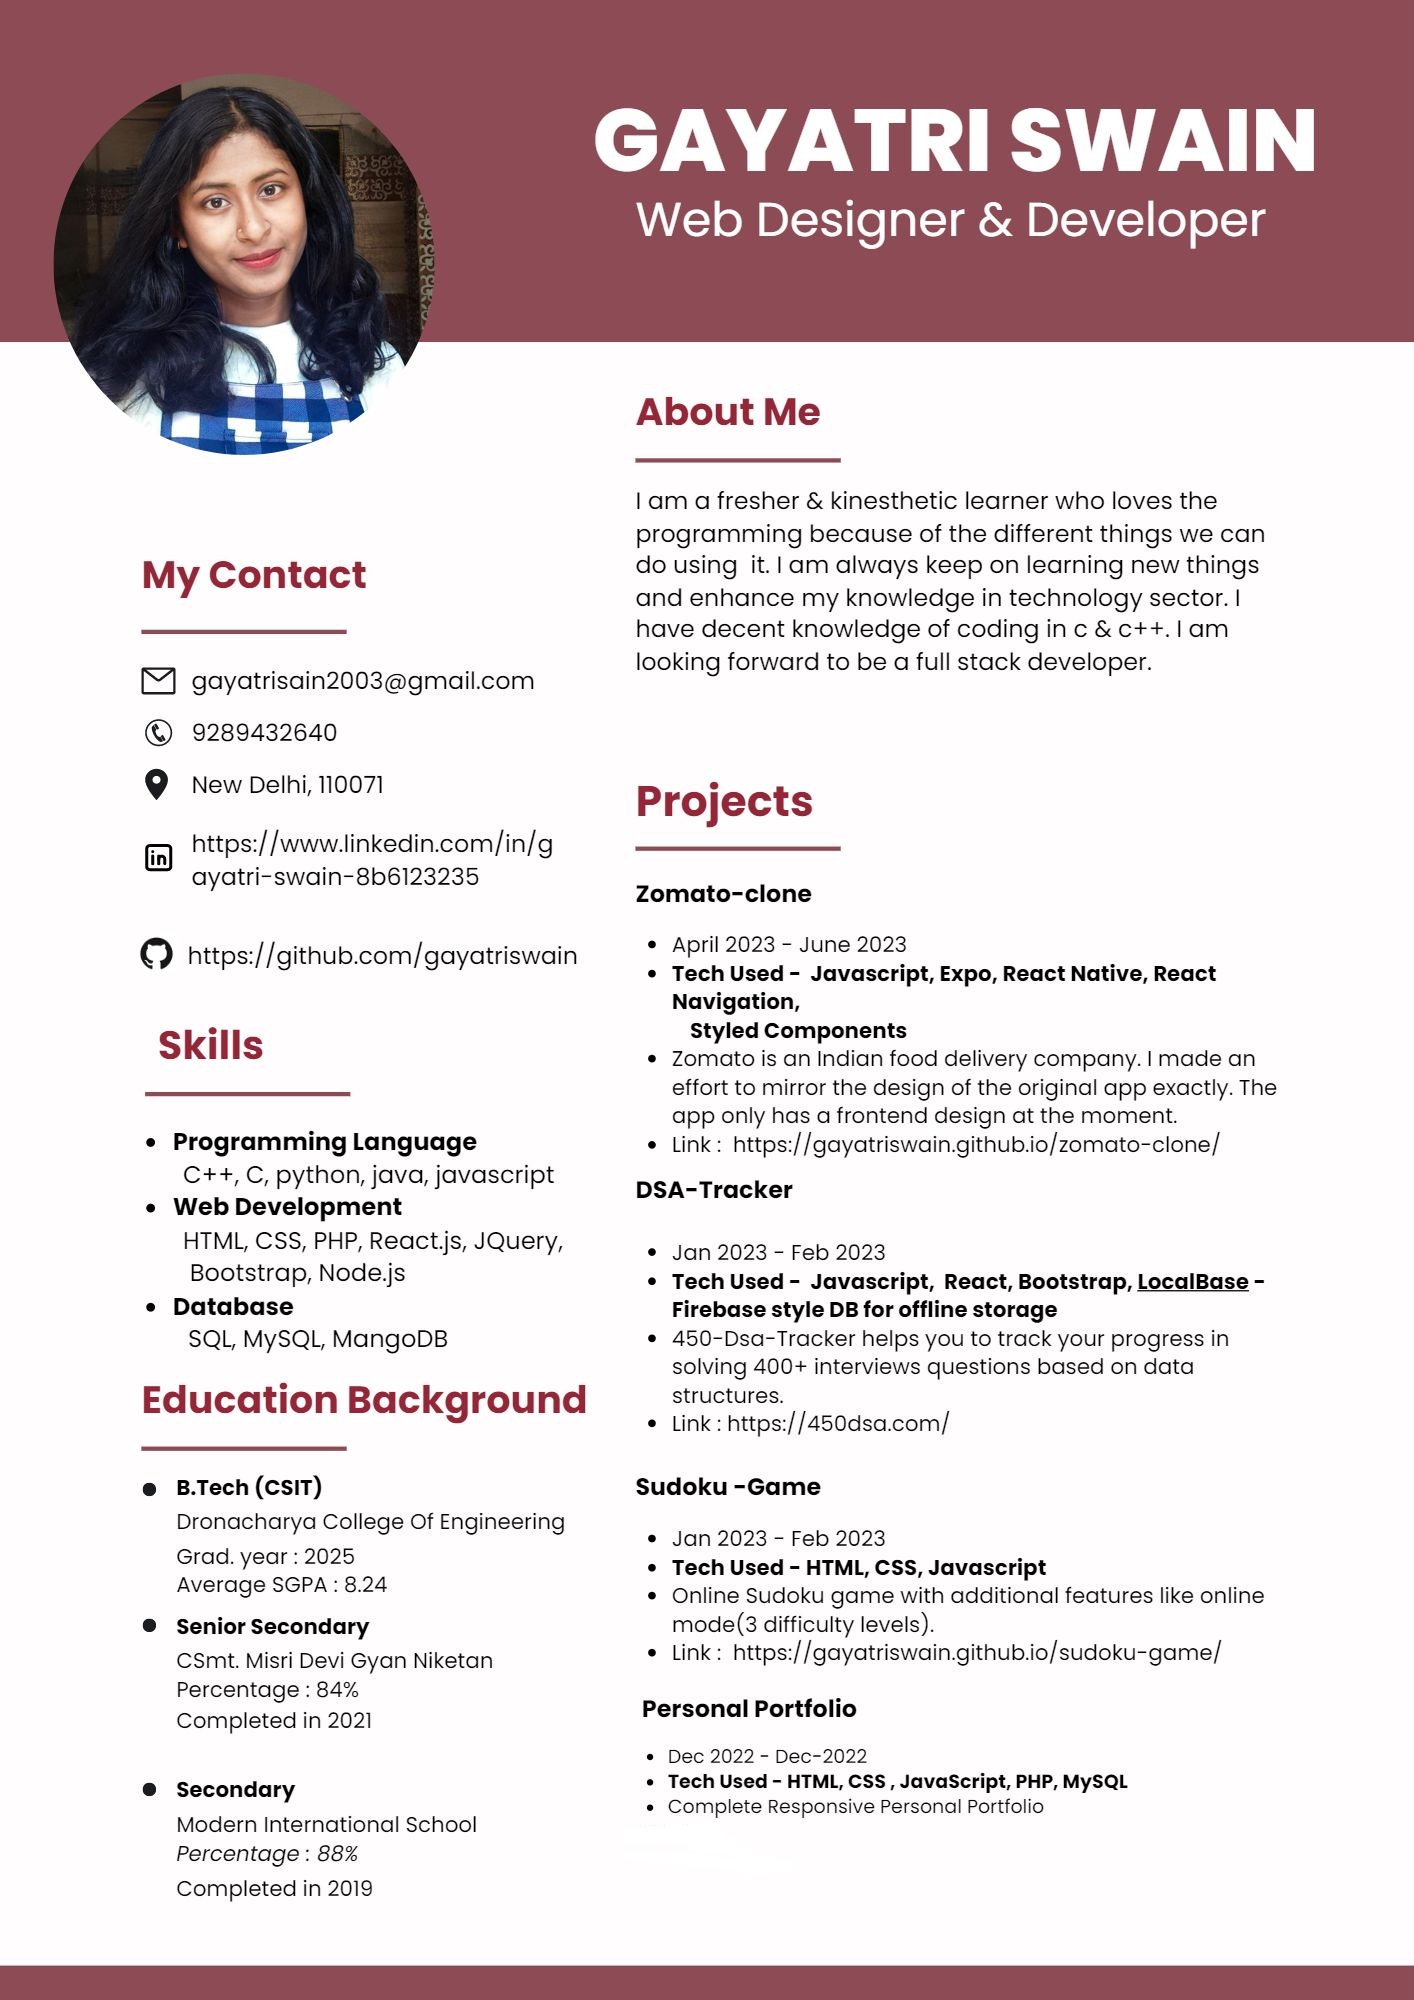 GAYATRI SWAIN
Web Designer & Developer
My Contact
gayatrisain2003@gmail.com
9289432640
New Delhi, 110071
https://www.linkedin.com/in/g
ayatri-swain-8b6123235
https://github.com/gayatriswain
Skills
• Programming Language
C++, C, python, java, javascript
• Web Development
HTML, CSS, PHP, React.js, JQuery,
Bootstrap, Node.js
• Database
SQL, MySQL, MangoDB
Education Background
• B.Tech (CSIT)
Dronacharya College Of Engineering
Grad. year : 2025
Average SGPA : 8.24
• Senior Secondary
CSmt. Misri Devi Gyan Niketan
Percentage : 84%
Completed in 2021
• Secondary
Modern International School
Percentage : 88%
Completed in 2019
About Me
I am a fresher & kinesthetic learner who loves the
programming because of the different things we can
do using  it. I am always keep on learning new things
and enhance my knowledge in technology sector. I
have decent knowledge of coding in c & c++. I am
looking forward to be a full stack developer.
Projects
Zomato-clone
• April 2023 - June 2023
• Tech Used -  Javascript, Expo, React Native, React
Navigation,
Styled Components
• Zomato is an Indian food delivery company. I made an
effort to mirror the design of the original app exactly. The
app only has a frontend design at the moment.
• Link :  https://gayatriswain.github.io/zomato-clone/
DSA-Tracker
• Jan 2023 - Feb 2023
• Tech Used -  Javascript,  React, Bootstrap, LocalBase -
Firebase style DB for offline storage
• 450-Dsa-Tracker helps you to track your progress in
solving 400+ interviews questions based on data
structures.
• Link : https://450dsa.com/
Sudoku -Game
• Jan 2023 - Feb 2023
• Tech Used - HTML, CSS, Javascript
• Online Sudoku game with additional features like online
mode(3 difficulty levels).
• Link :  https://gayatriswain.github.io/sudoku-game/
Personal Portfolio
• Dec 2022 - Dec-2022
• Tech Used - HTML, CSS , JavaScript, PHP, MySQL
• Complete Responsive Personal Portfolio